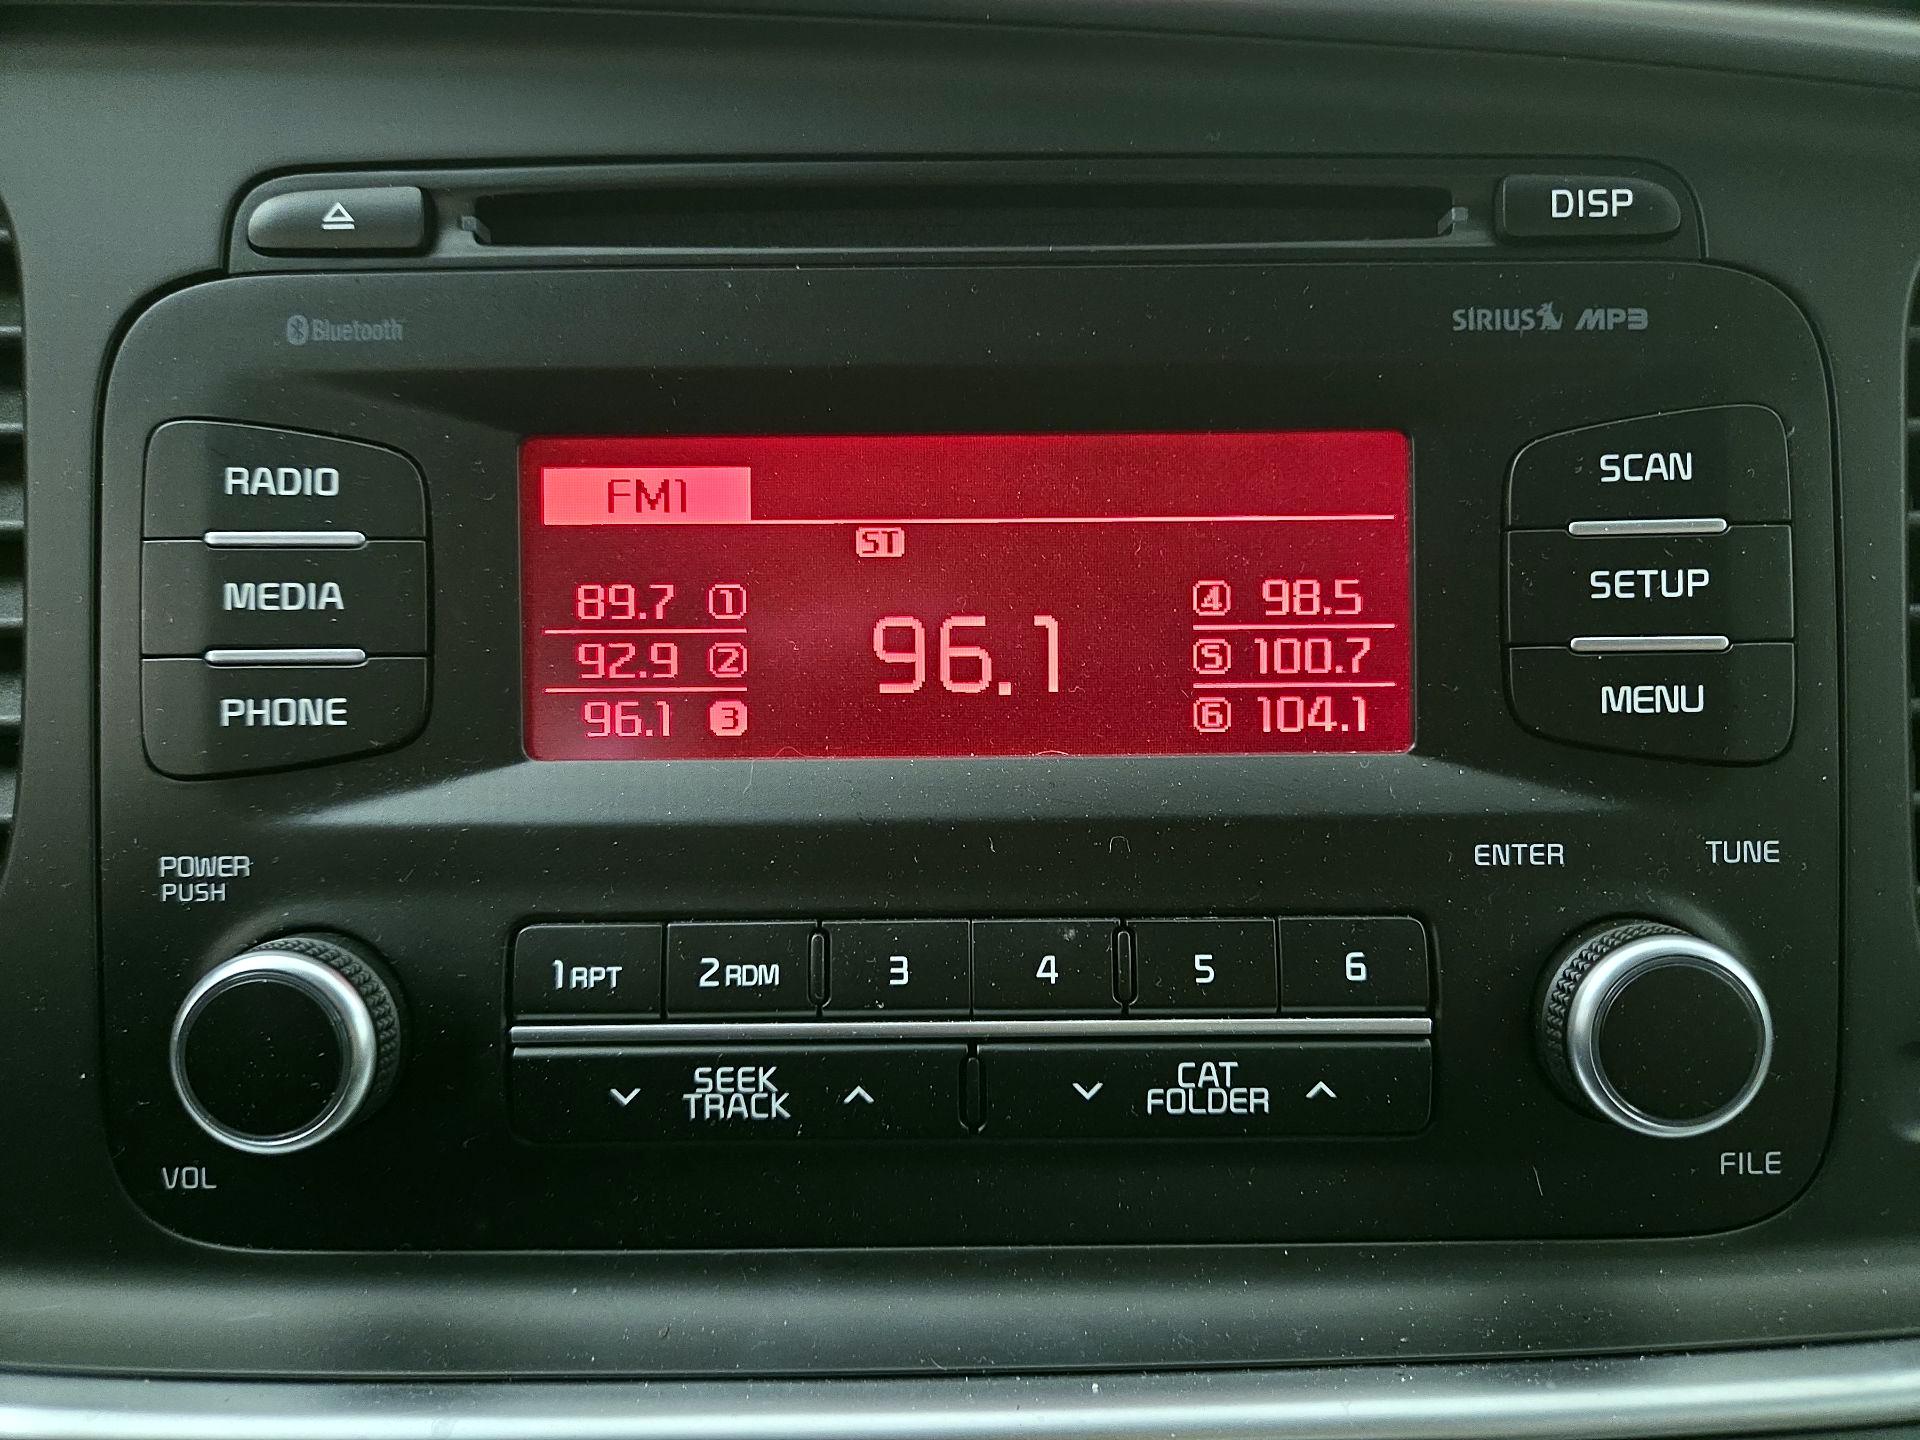 DISP
Bluetooth
SIRIUS MP3
RADIO
MEDIA
PHONE
FM1
ST
89.7 1
92.9 2
96.1 3
96.1
4 98.5
5 100.7
6 104.1
SCAN
SETUP
MENU
POWER
PUSH
VOL
1 RPT
2 RDM
3
4
5
6
SEEK
TRACK
CAT
FOLDER
ENTER
TUNE
FILE